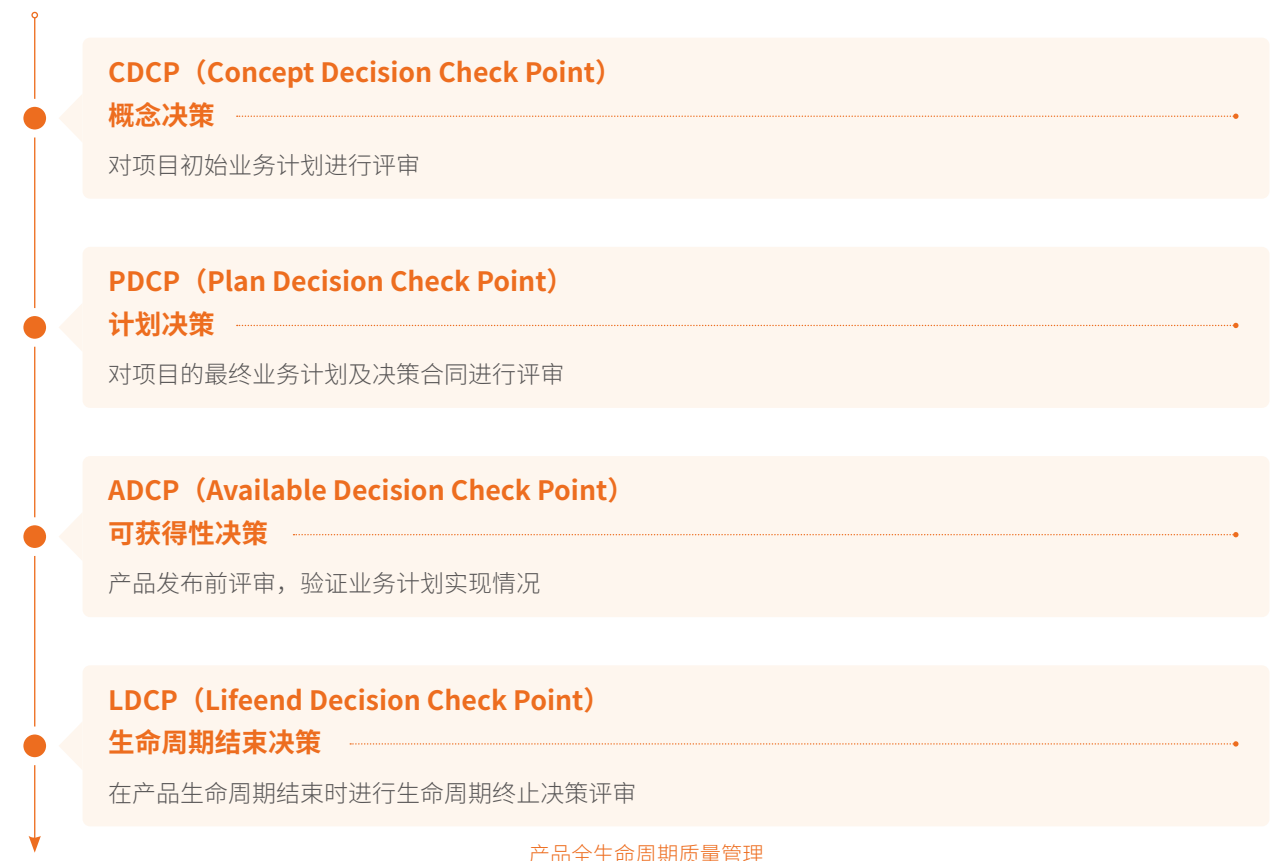 CDCP（Concept Decision Check Point）
概念决策
对项目初始业务计划进行评审
PDCP（Plan Decision Check Point）
计划决策
对项目的最终业务计划及决策合同进行评审
ADCP（Available Decision Check Point）
可获得性决策
产品发布前评审，验证业务计划实现情况
LDCP（Lifeend Decision Check Point）
生命周期结束决策
在产品生命周期结束时进行生命周期终止决策评审
产品全生命周期质量管理